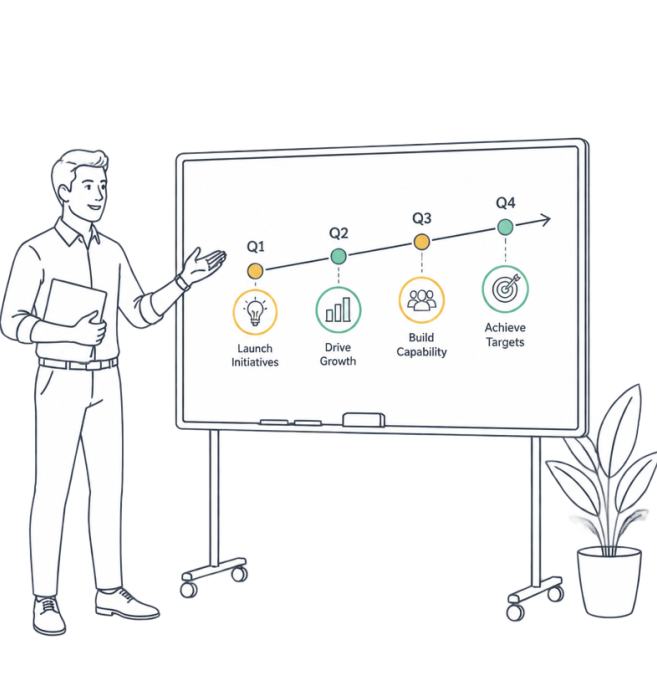 Q1
Launch
Initiatives
Q2
Drive
Growth
Q3
Build
Capability
Q4
Achieve
Targets